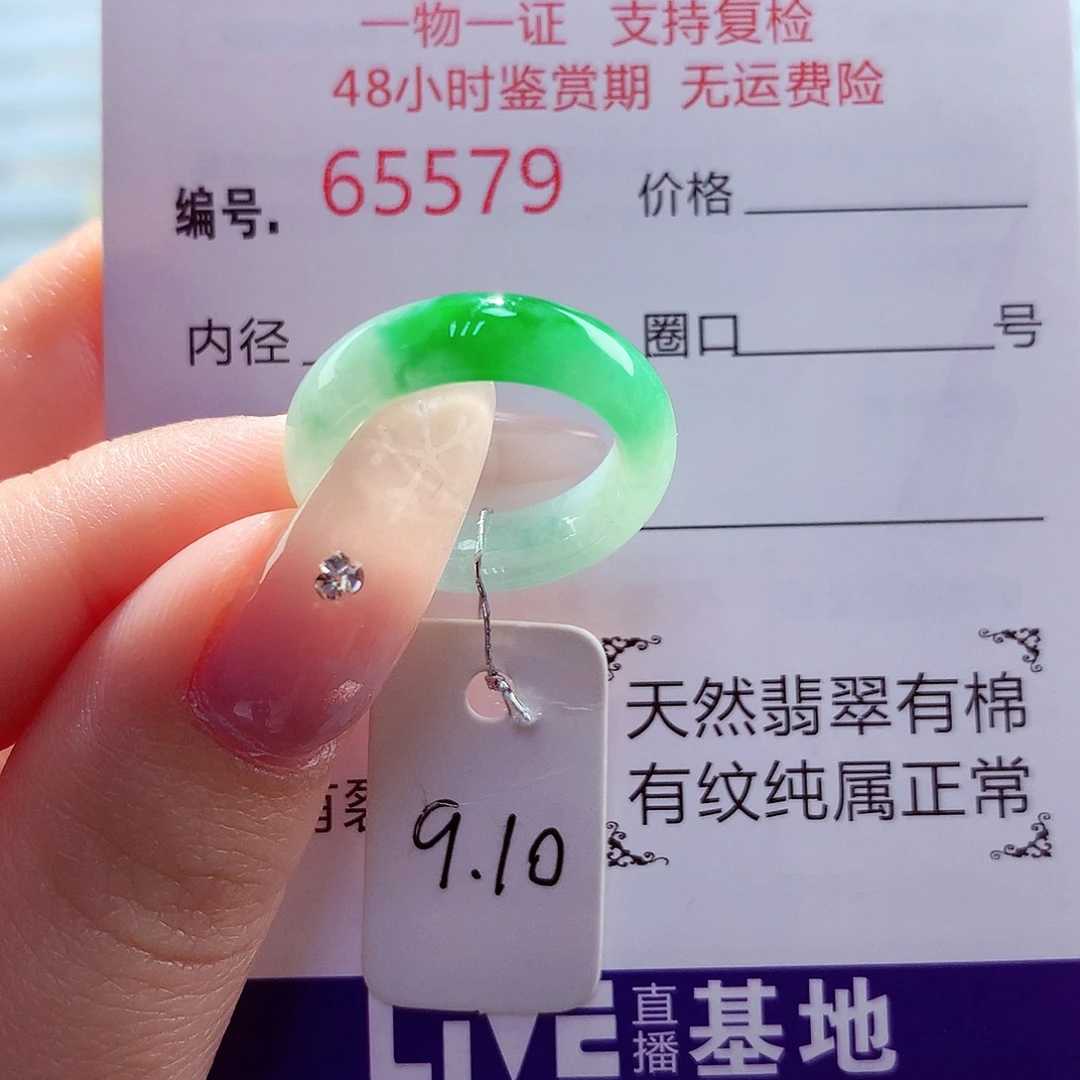 一物一证 支持复检
48小时鉴赏期 无运费险
编号. 65579 价格
内径 圈口 号
天然翡翠有棉
有纹纯属正常
9.10
LIVE 直播 基地